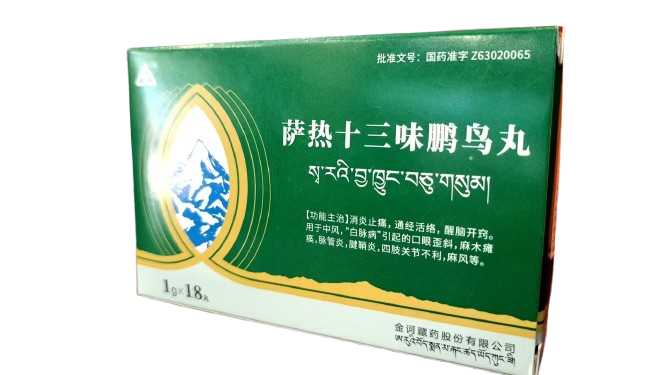 批准文号：国药准字 Z63020065
萨热十三味鹏鸟丸
སཱ་རའི་བྱ་ཁྱུང་བཅུ་གསུམ།
【功能主治】消炎止痛，通经活络，醒脑开窍。
用于中风，“白脉病”引起的口眼歪斜，麻木瘫
痪，脉管炎，腱鞘炎，四肢关节不利，麻风等。
1g×18丸
金诃藏药股份有限公司